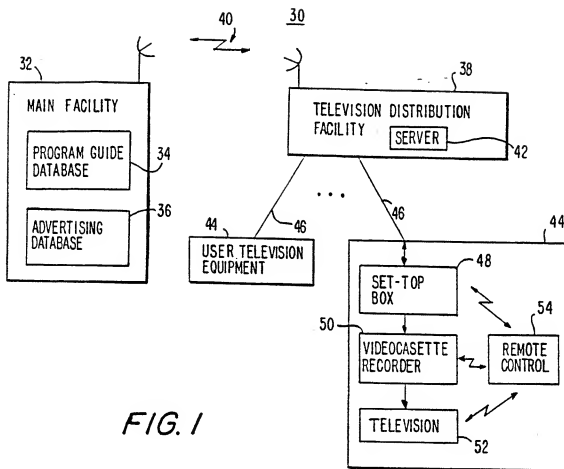 30
40
32
38
MAIN FACILITY
TELEVISION DISTRIBUTION
FACILITY
SERVER
42
PROGRAM GUIDE
DATABASE
34
ADVERTISING
DATABASE
36
46
46
44
USER TELEVISION
EQUIPMENT
44
SET-TOP
BOX
48
50
VIDEOCASETTE
RECORDER
54
REMOTE
CONTROL
TELEVISION
52
FIG. 1